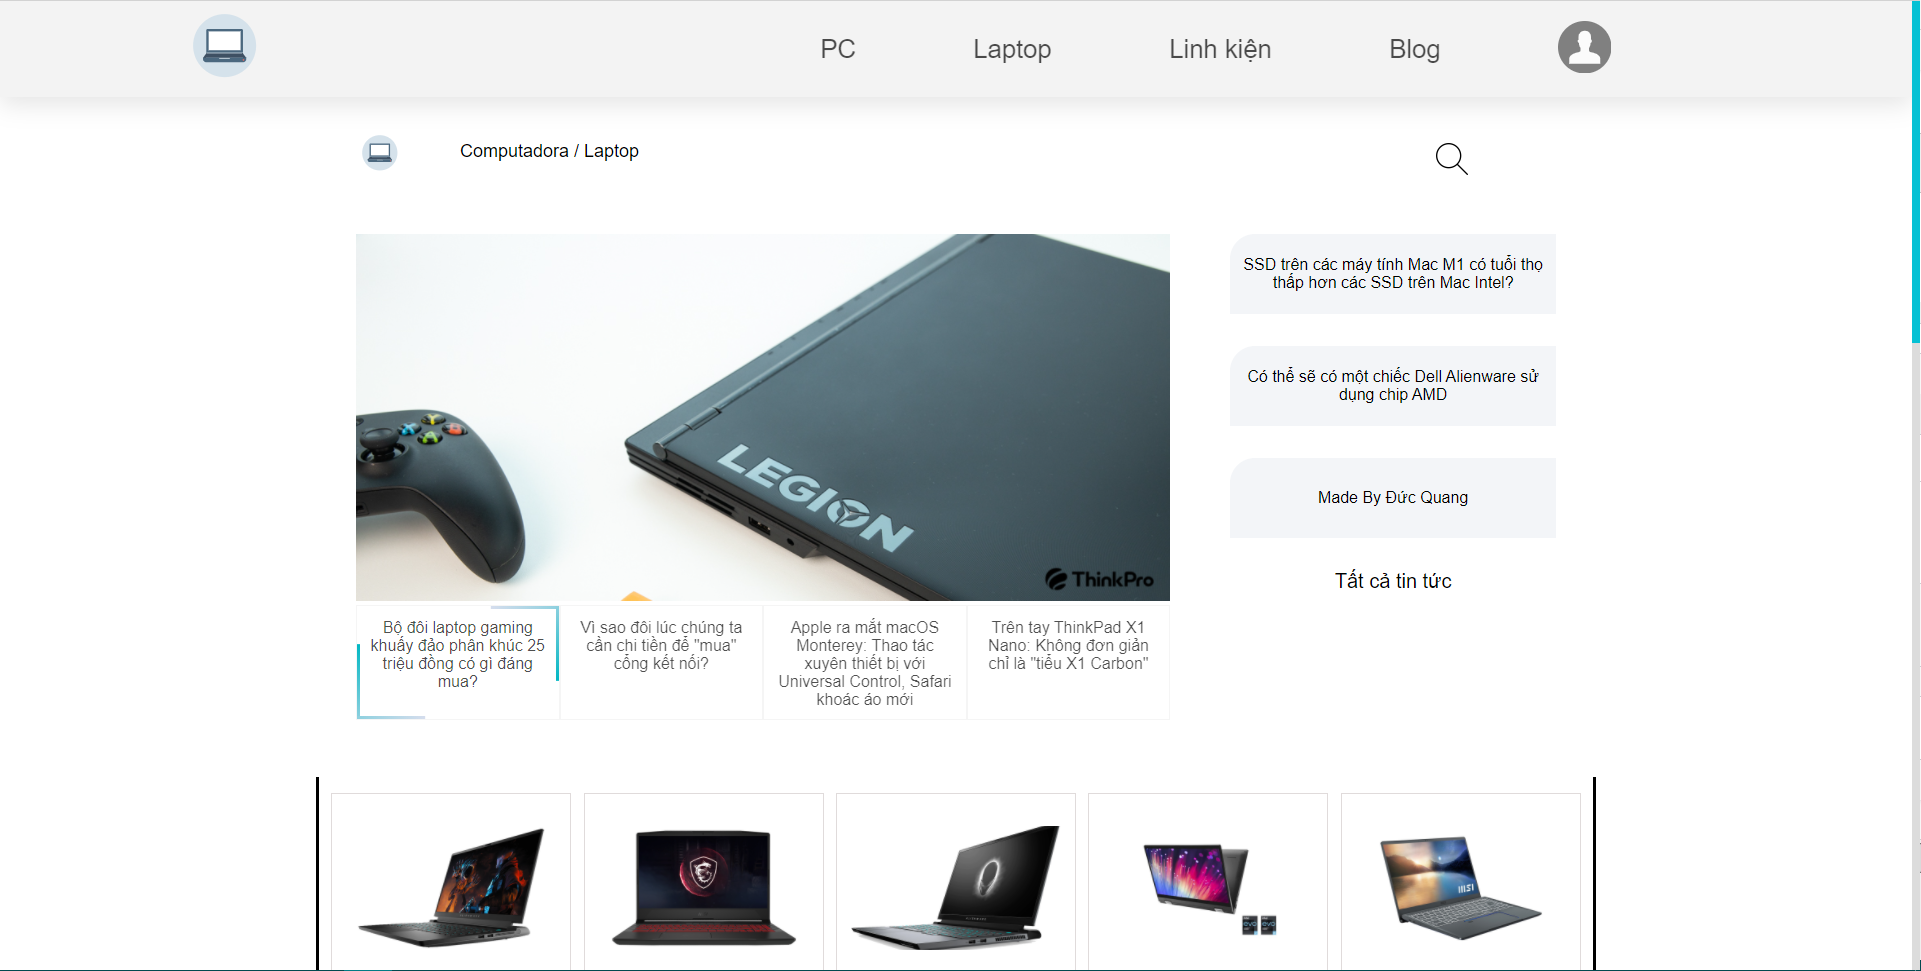 PC
Laptop
Linh kiện
Blog
Computadora / Laptop
LEGION
ThinkPro
SSD trên các máy tính Mac M1 có tuổi thọ
thấp hơn các SSD trên Mac Intel?
Có thể sẽ có một chiếc Dell Alienware sử
dụng chip AMD
Made By Đức Quang
Tất cả tin tức
Bộ đôi laptop gaming
khuấy đảo phân khúc 25
triệu đồng có gì đáng
mua?
Vì sao đôi lúc chúng ta
cần chi tiền để "mua"
cổng kết nối?
Apple ra mắt macOS
Monterey: Thao tác
xuyên thiết bị với
Universal Control, Safari
khoác áo mới
Trên tay ThinkPad X1
Nano: Không đơn giản
chỉ là "tiểu X1 Carbon"
evo
evo
msi